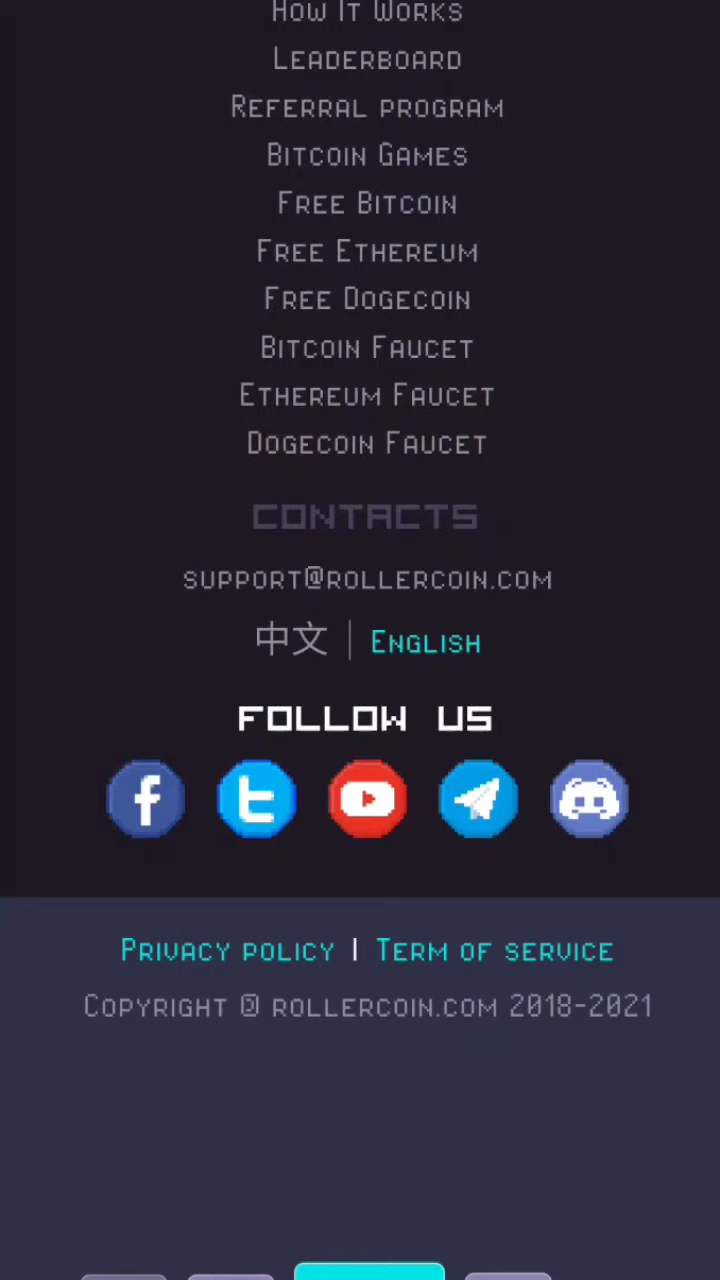 How It Works
Leaderboard
Referral program
Bitcoin Games
Free Bitcoin
Free Ethereum
Free Dogecoin
Bitcoin Faucet
Ethereum Faucet
Dogecoin Faucet
CONTACTS
support@rollercoin.com
中文 | English
FOLLOW US
Privacy policy | Term of service
Copyright @ rollercoin.com 2018-2021